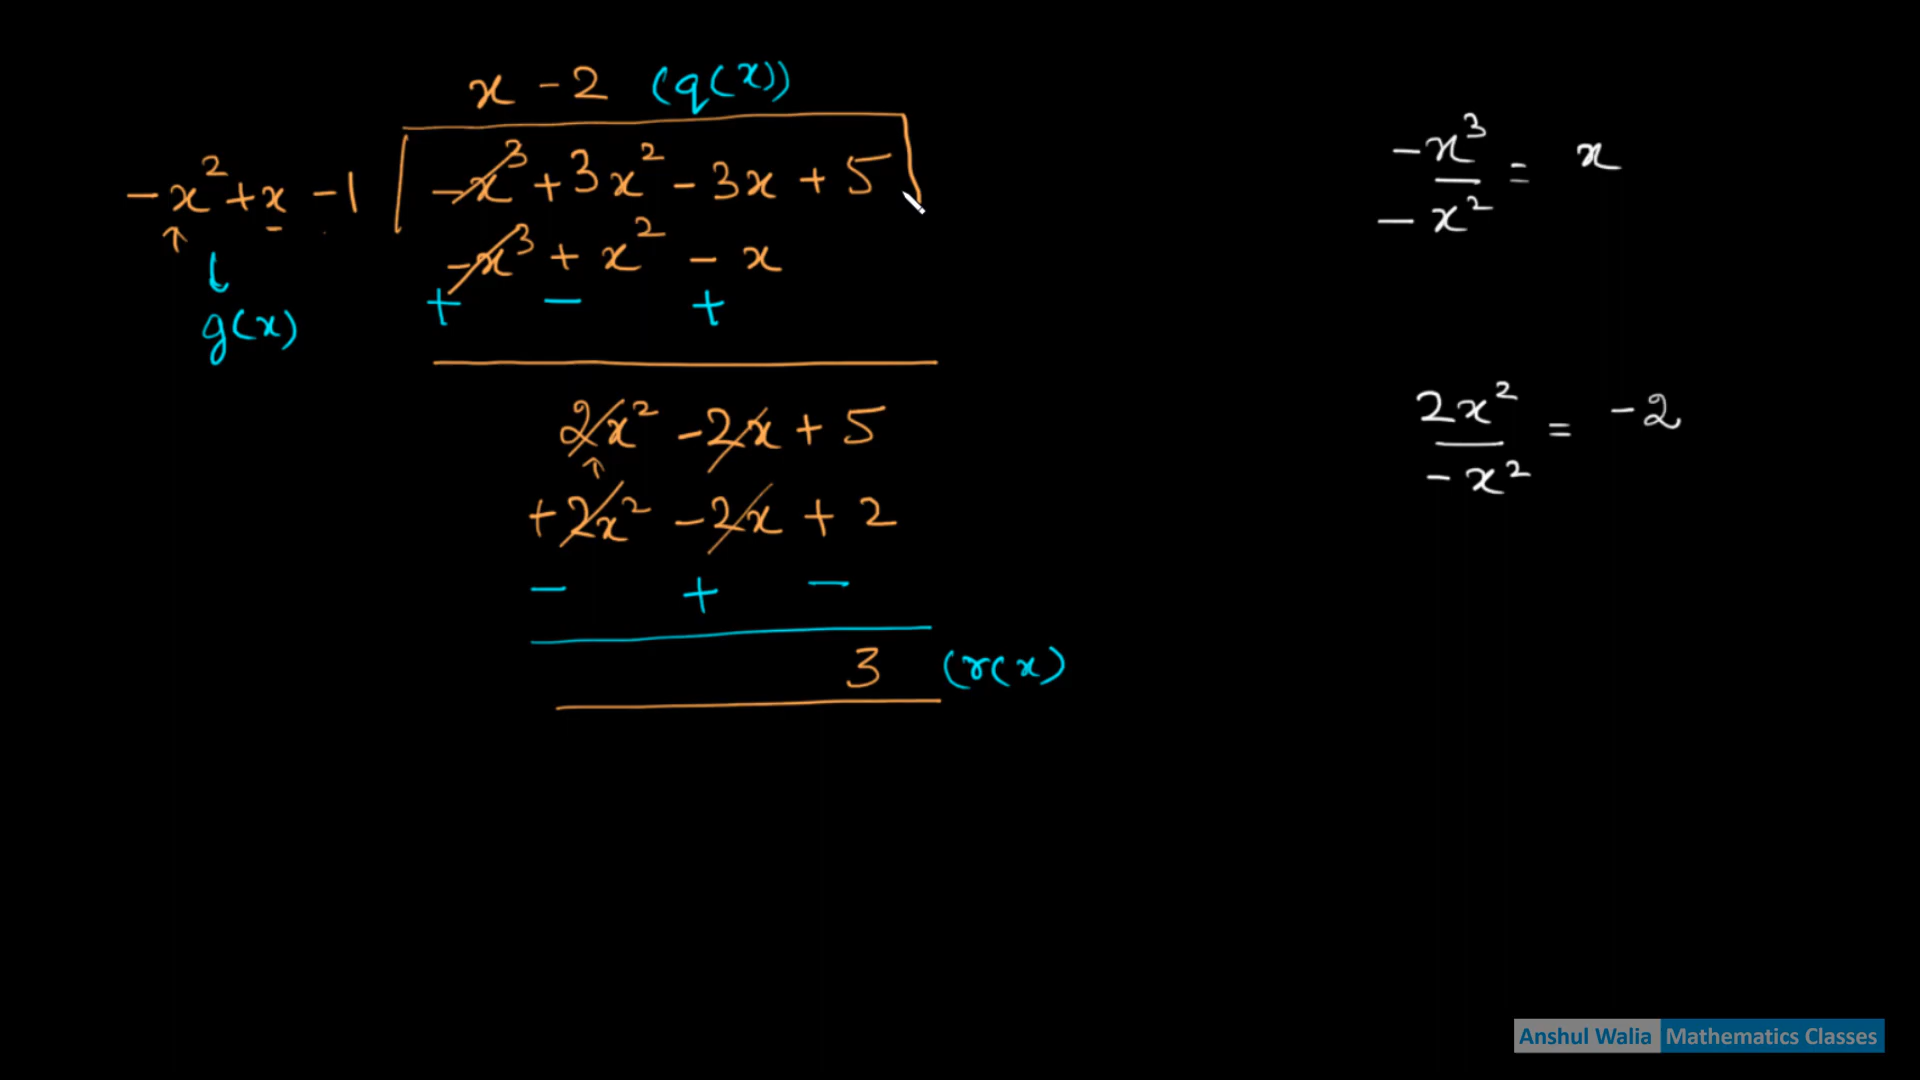 x - 2 (q(x))
-x² + x - 1 | -x³ + 3x² - 3x + 5
-x³ + x² - x
+ - +
g(x)
2x² - 2x + 5
+ 2x² - 2x + 2
- + -
3 (r(x)
-x³ / -x² = x
2x² / -x² = -2
Anshul Walia Mathematics Classes